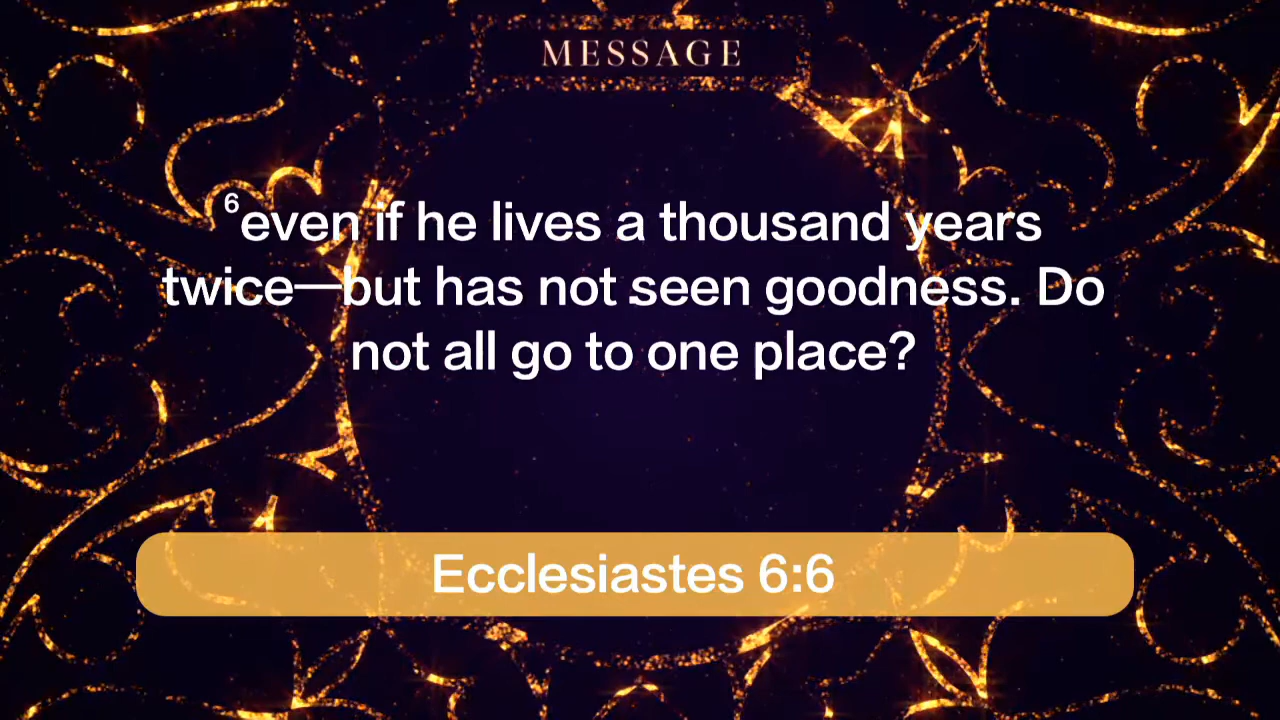 MESSAGE
⁶even if he lives a thousand years
twice—but has not seen goodness. Do
not all go to one place?
Ecclesiastes 6:6